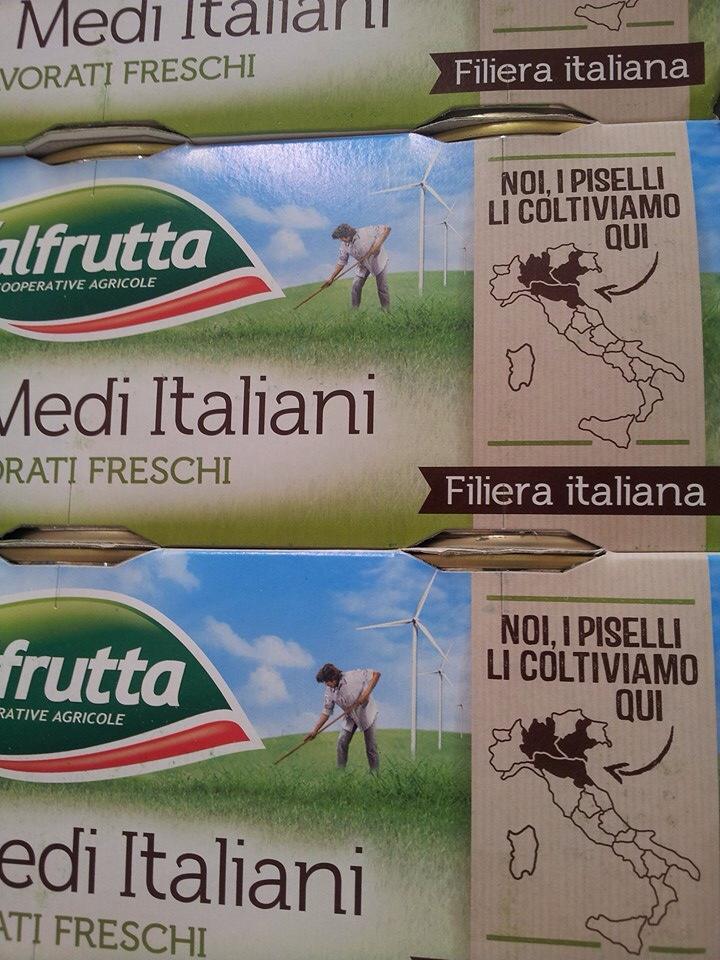 Medi Italiani
VORATI FRESCHI
Filiera italiana
alfrutta
COOPERATIVE AGRICOLE
NOI, I PISELLI
LI COLTIVIAMO
QUI
Medi Italiani
ORATI FRESCHI
Filiera italiana
frutta
RATIVE AGRICOLE
NOI, I PISELLI
LI COLTIVIAMO
QUI
edi Italiani
ATI FRESCHI